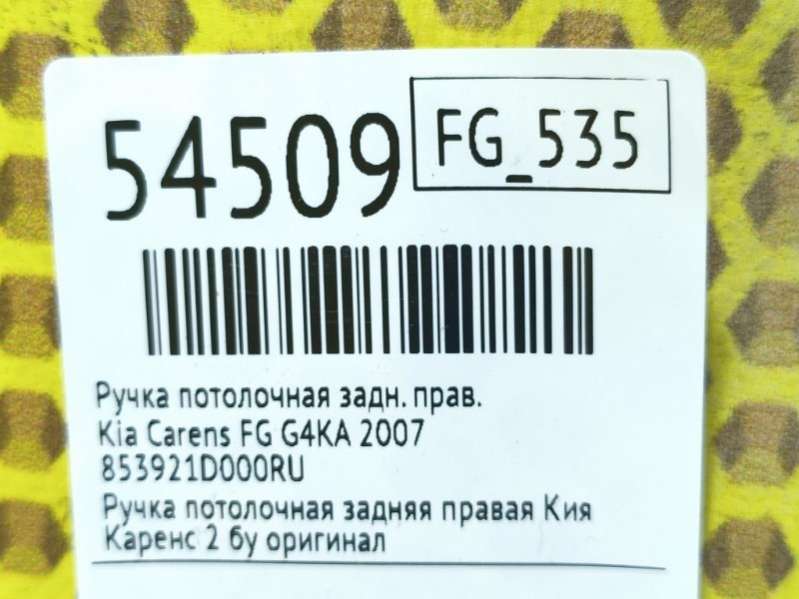 54509
FG_535
Ручка потолочная задн. прав.
Kia Carens FG G4KA 2007
853921D000RU
Ручка потолочная задняя правая Кия
Каренс 2 бу оригинал